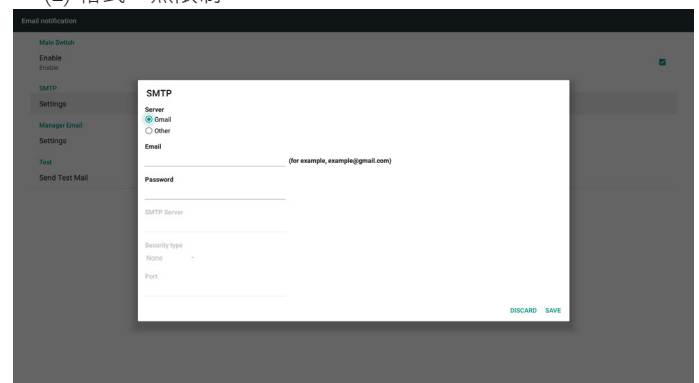 Email notification
Main Switch
Enable
Enable
SMTP
Settings
Manager Email
Settings
Test
Send Test Mail
SMTP
Server
Gmail
Other
Email
(for example, example@gmail.com)
Password
SMTP Server
Security type
None
Port
DISCARD SAVE